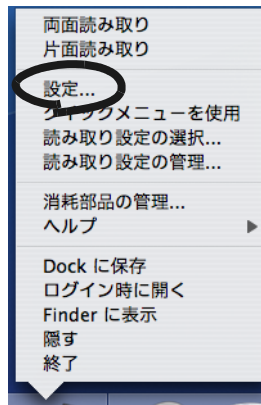 両面読み取り
片面読み取り
設定...
クイックメニューを使用
読み取り設定の選択...
読み取り設定の管理...
消耗部品の管理...
ヘルプ
Dock に保存
ログイン時に開く
Finder に表示
隠す
終了